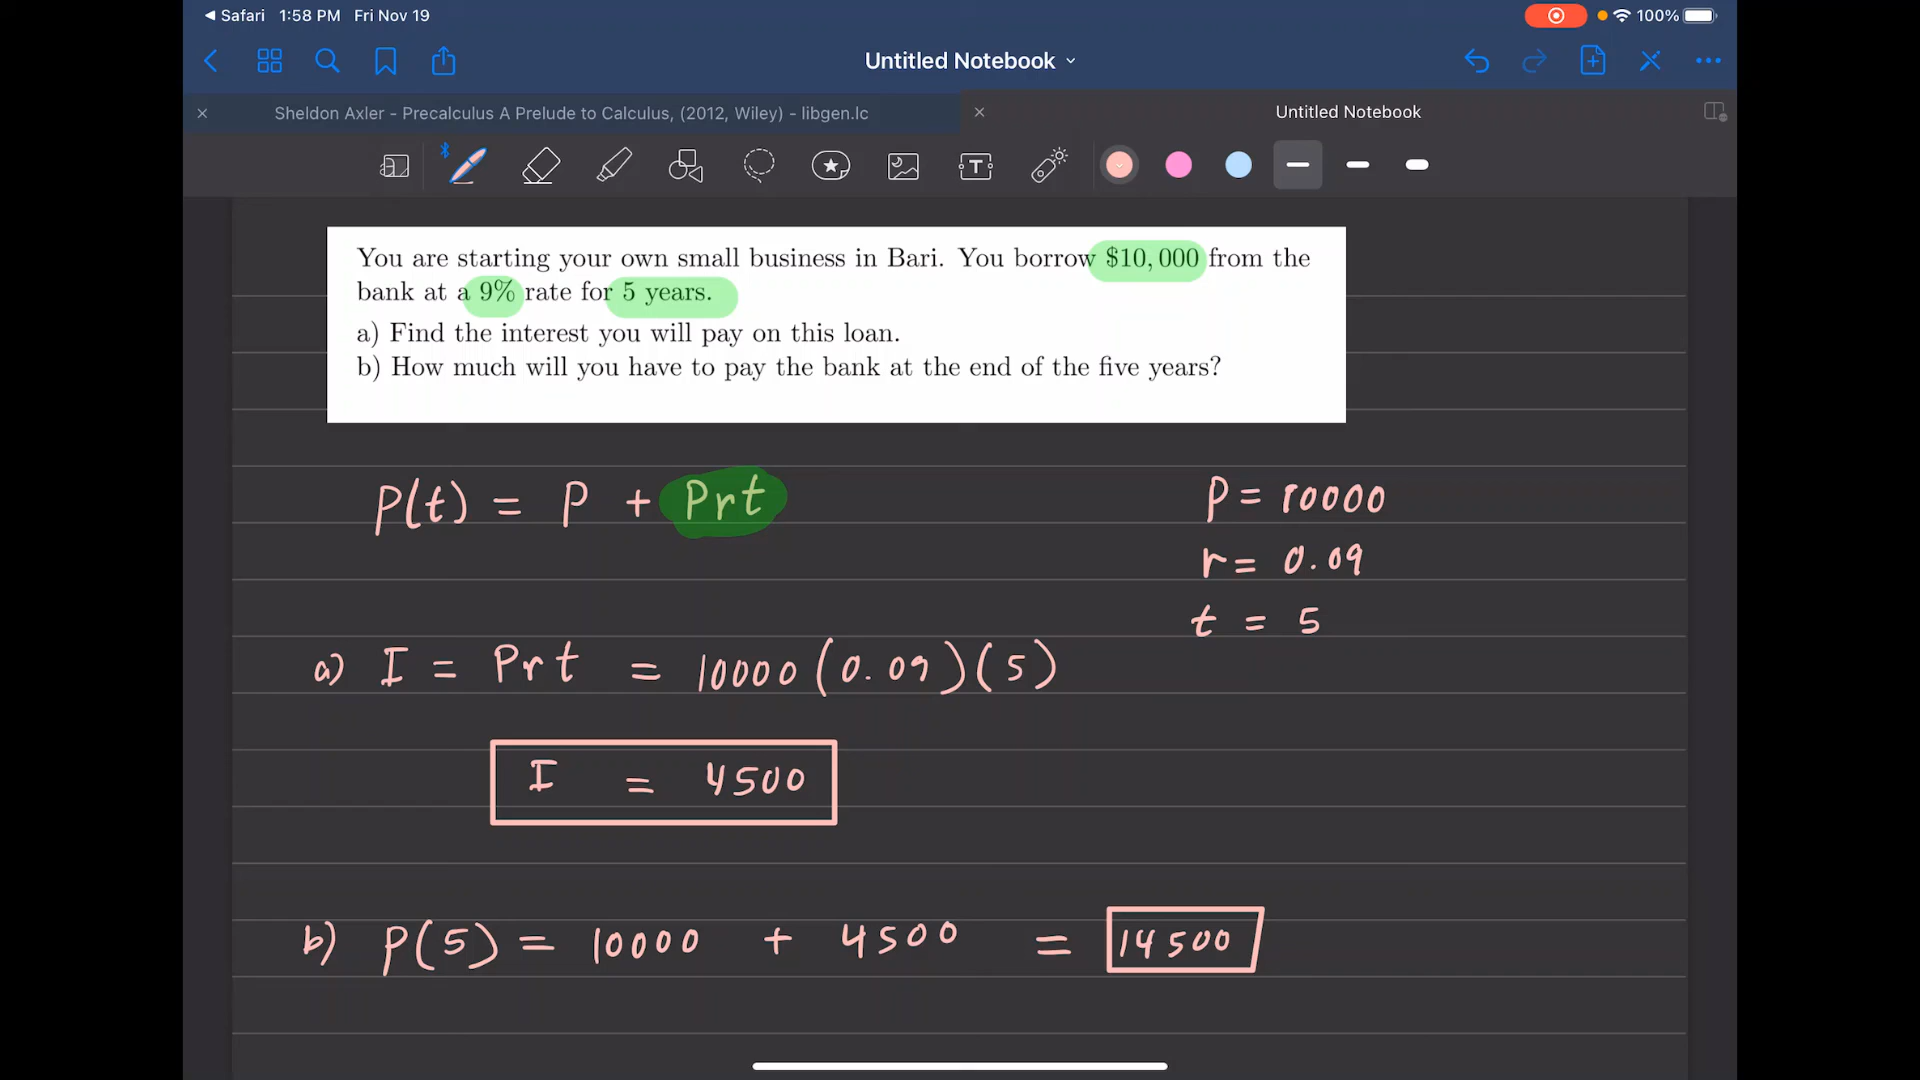 Safari 1:58 PM Fri Nov 19 100%
Untitled Notebook
Sheldon Axler - Precalculus A Prelude to Calculus, (2012, Wiley) - libgen.lc
Untitled Notebook
You are starting your own small business in Bari. You borrow $10,000 from the
bank at a 9% rate for 5 years.
a) Find the interest you will pay on this loan.
b) How much will you have to pay the bank at the end of the five years?
P(t) = P + Prt
P = 10000
r = 0.09
t = 5
a) I = Prt = 10000(0.09)(5)
I = 4500
b) P(5) = 10000 + 4500 = 14500